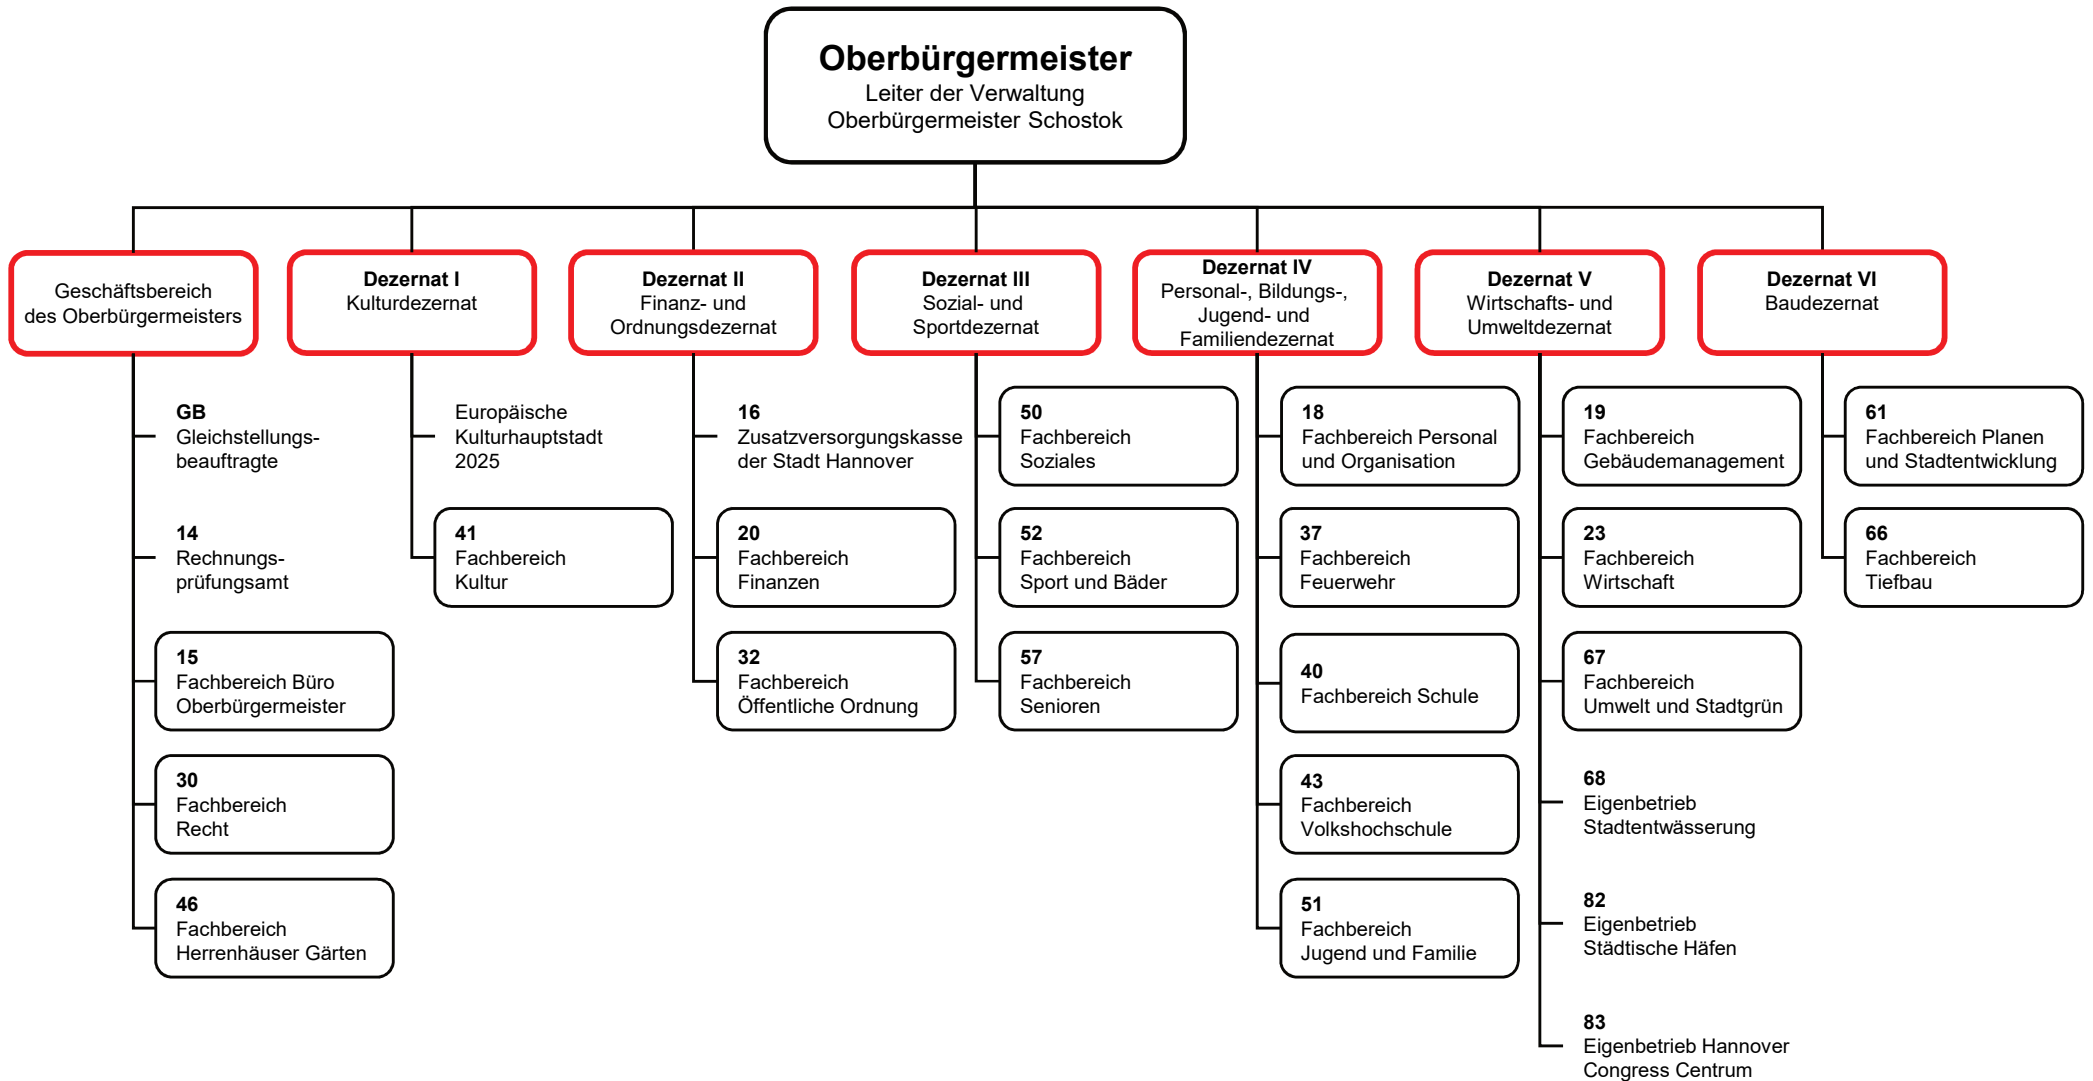 Oberbürgermeister
Leiter der Verwaltung
Oberbürgermeister Schostok
Geschäftsbereich
des Oberbürgermeisters
GB
Gleichstellungs-
beauftragte
14
Rechnungs-
prüfungsamt
15
Fachbereich Büro
Oberbürgermeister
30
Fachbereich
Recht
46
Fachbereich
Herrenhäuser Gärten
Dezernat I
Kulturdezernat
Europäische
Kulturhauptstadt
2025
41
Fachbereich
Kultur
Dezernat II
Finanz- und
Ordnungsdezernat
16
Zusatzversorgungskasse
der Stadt Hannover
20
Fachbereich
Finanzen
32
Fachbereich
Öffentliche Ordnung
Dezernat III
Sozial- und
Sportdezernat
50
Fachbereich
Soziales
52
Fachbereich
Sport und Bäder
57
Fachbereich
Senioren
Dezernat IV
Personal-, Bildungs-,
Jugend- und
Familiendezernat
18
Fachbereich Personal
und Organisation
37
Fachbereich
Feuerwehr
40
Fachbereich Schule
43
Fachbereich
Volkshochschule
51
Fachbereich
Jugend und Familie
Dezernat V
Wirtschafts- und
Umweltdezernat
19
Fachbereich
Gebäudemanagement
23
Fachbereich
Wirtschaft
67
Fachbereich
Umwelt und Stadtgrün
68
Eigenbetrieb
Stadtentwässerung
82
Eigenbetrieb
Städtische Häfen
83
Eigenbetrieb Hannover
Congress Centrum
Dezernat VI
Baudezernat
61
Fachbereich Planen
und Stadtentwicklung
66
Fachbereich
Tiefbau